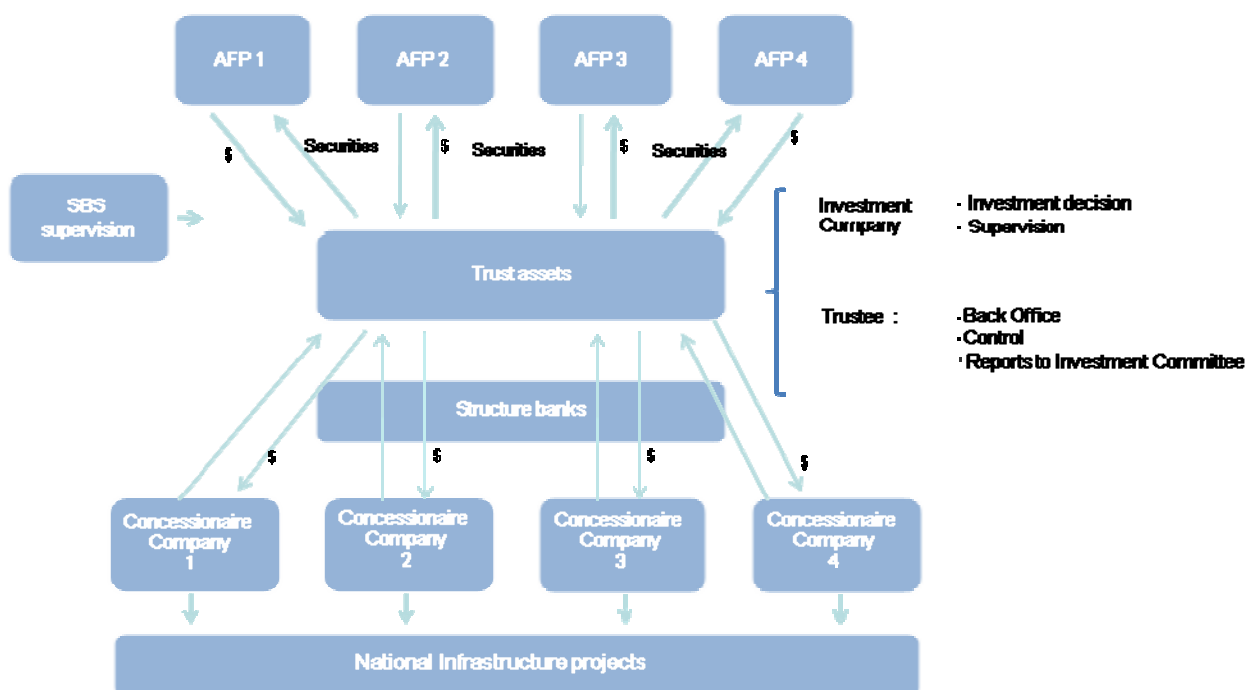 AFP 1
AFP 2
AFP 3
AFP 4
$
Securities
$
Securities
$
Securities
$
SBS
supervision
Trust assets
Investment
Company
- Investment decision
- Supervision
Trustee :
- Back Office
- Control
- Reports to Investment Committee
Structure banks
$
$
$
$
Concessionaire
Company
1
Concessionaire
Company
2
Concessionaire
Company
3
Concessionaire
Company
4
National Infrastructure projects